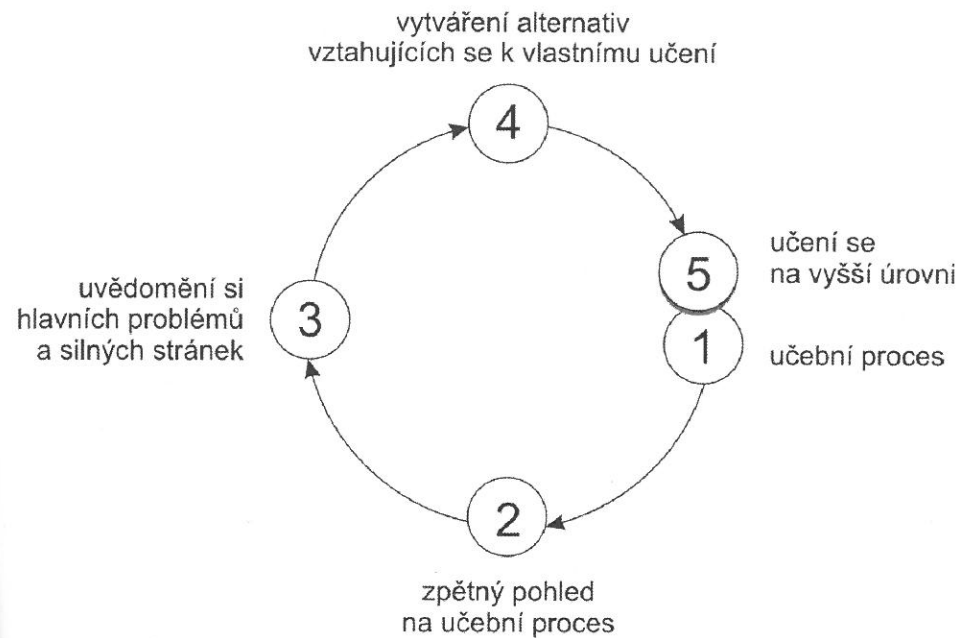 vytváření alternativ
vztahujících se k vlastnímu učení
4
5
učení se
na vyšší úrovni
uvědomění si
hlavních problémů
a silných stránek
3
1
učební proces
2
zpětný pohled
na učební proces